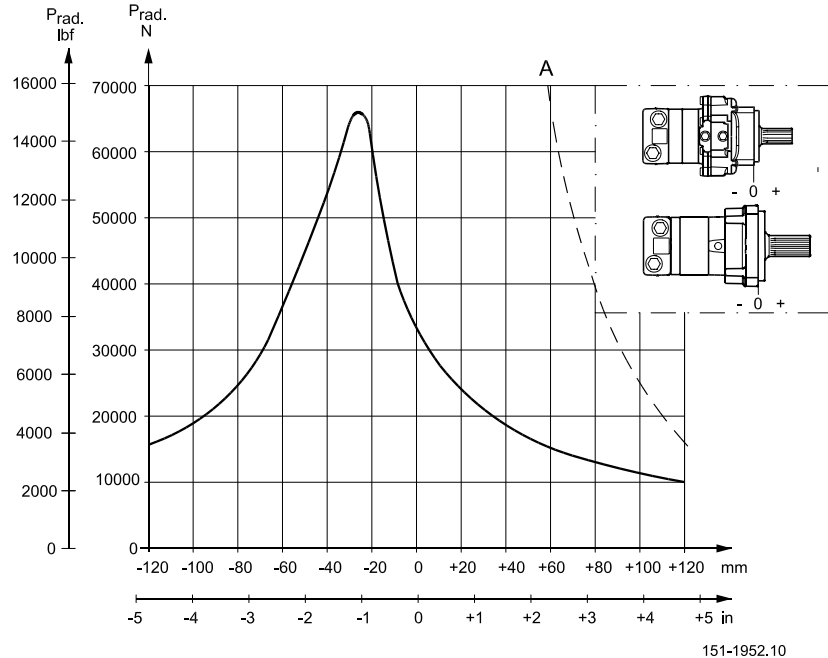 Prad. Prad.
lbf N
16000 70000
14000 60000
12000 50000
10000 40000
8000 30000
6000 20000
4000 10000
2000
0 0
A
- 0 +
- 0 +
-120 -100 -80 -60 -40 -20 0 +20 +40 +60 +80 +100 +120 mm
-5 -4 -3 -2 -1 0 +1 +2 +3 +4 +5 in
151-1952.10